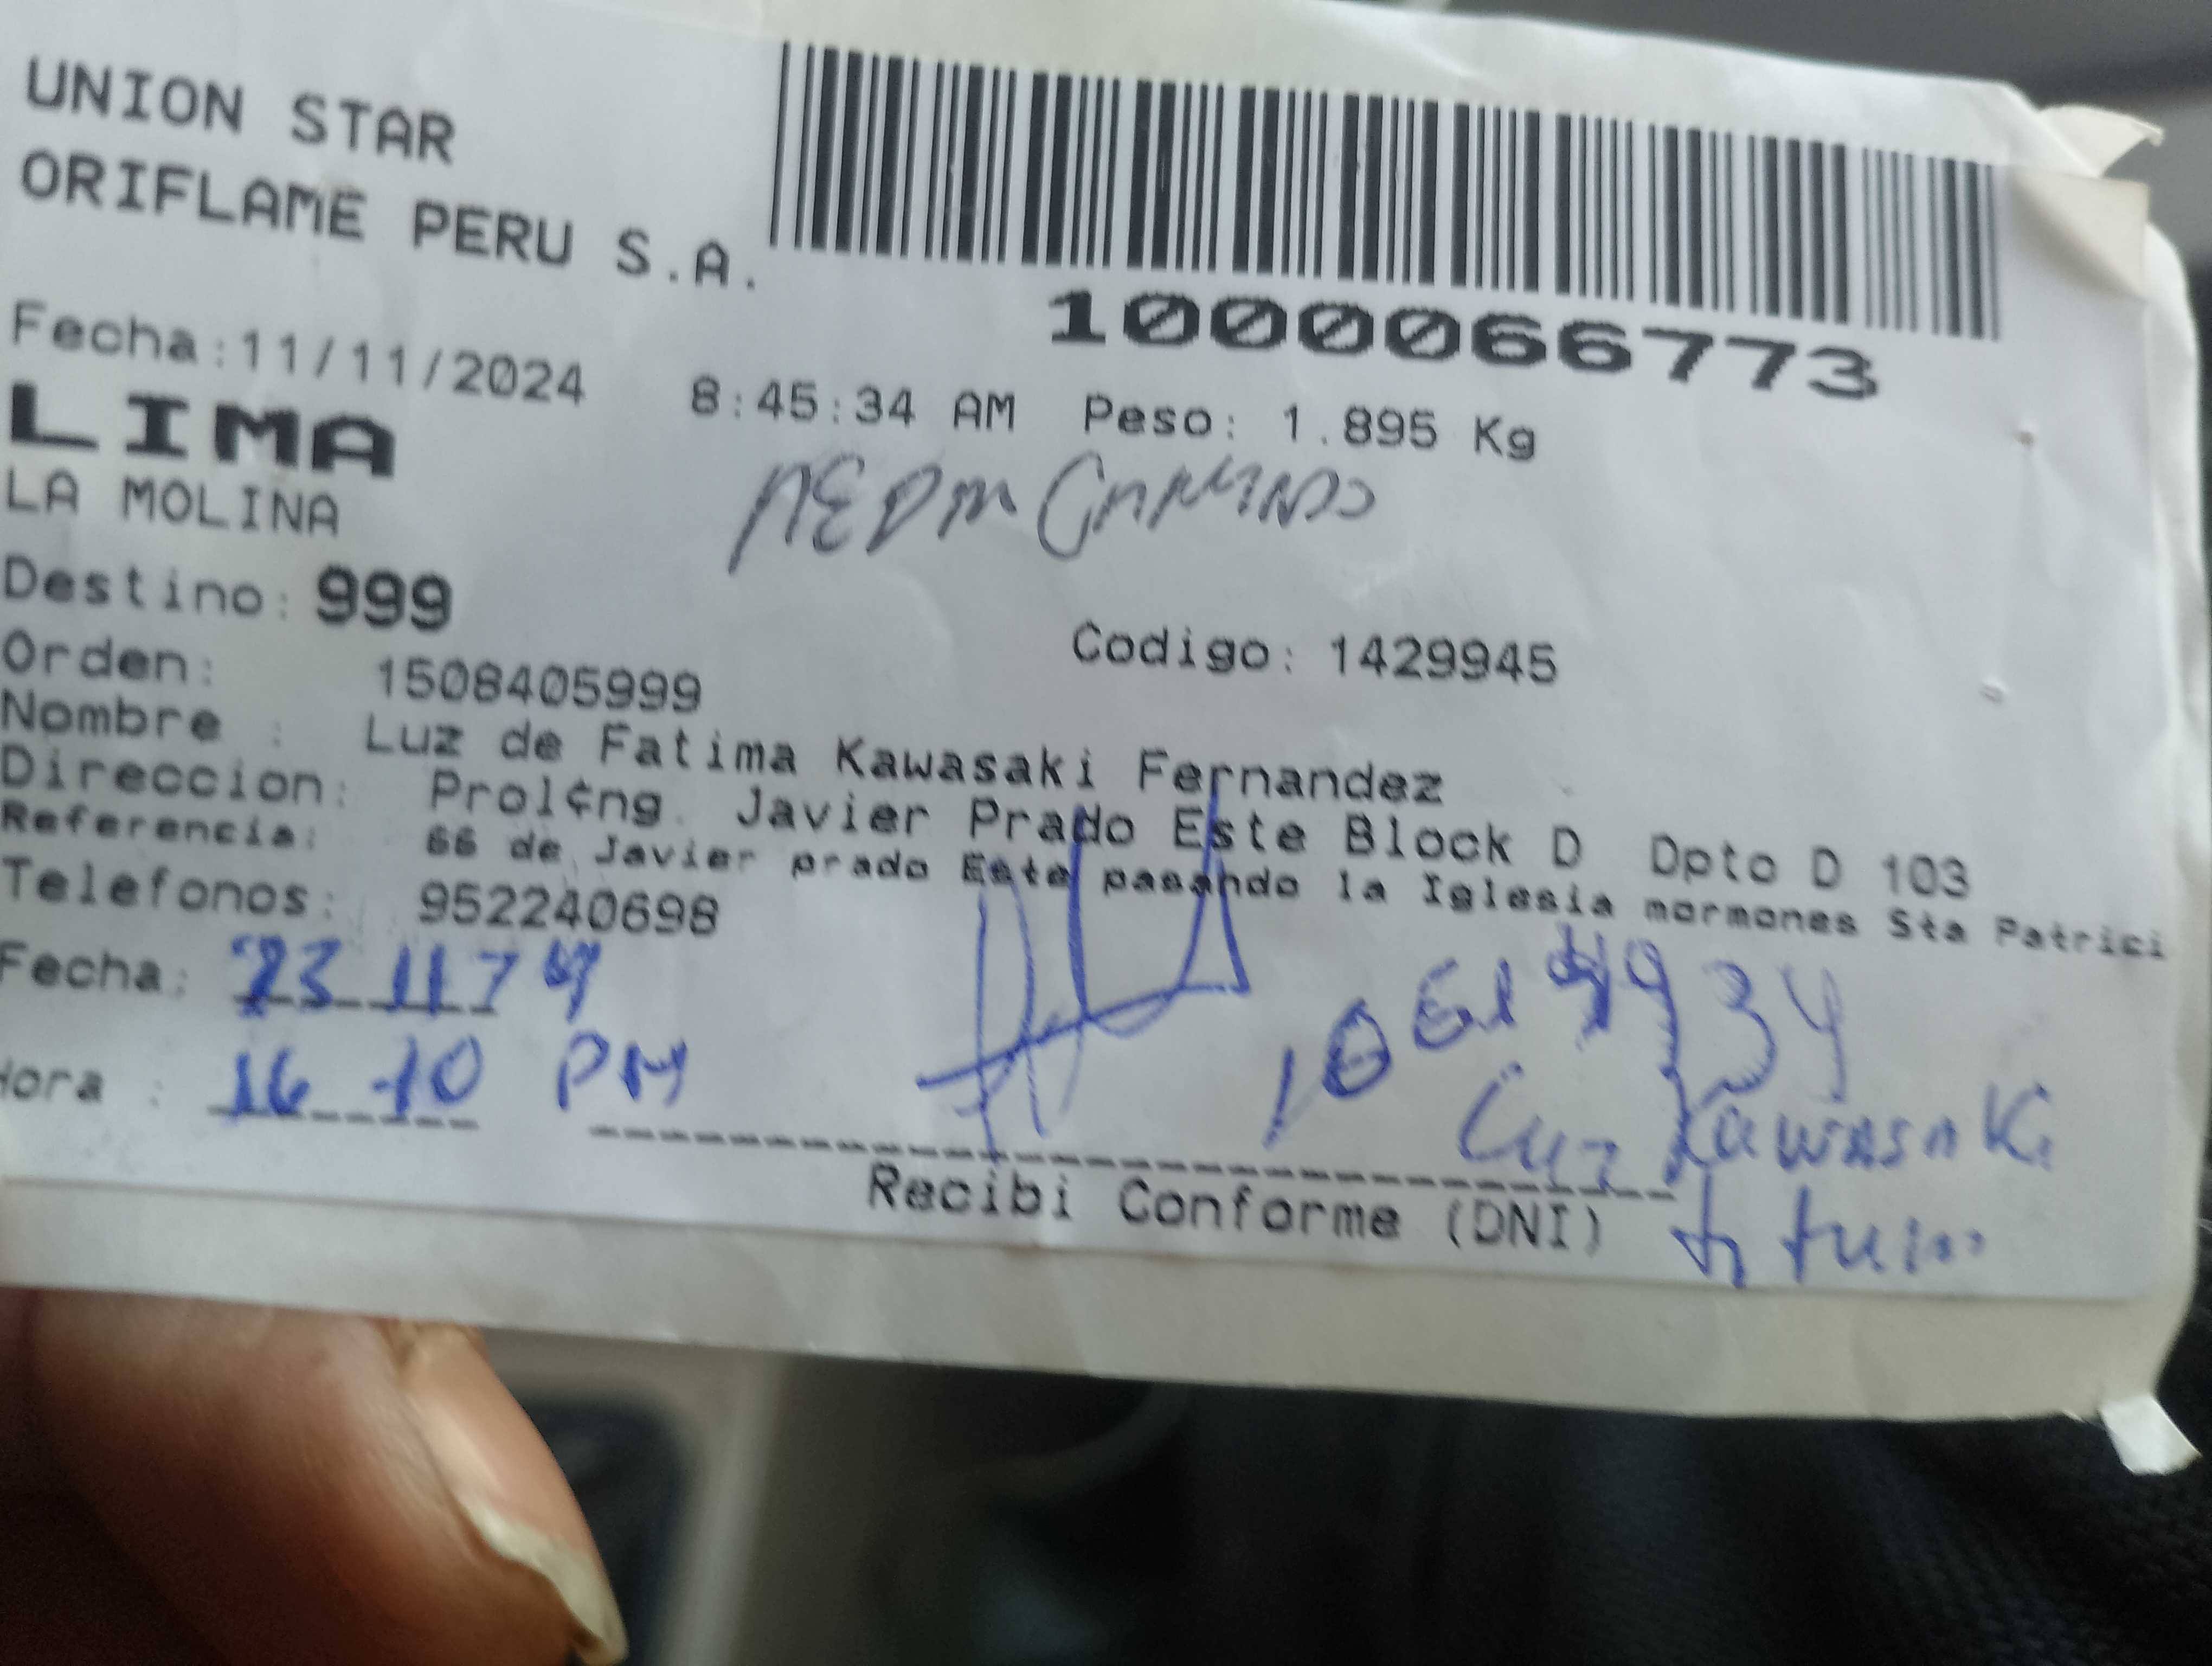 UNION STAR
ORIFLAME PERU S.A.
1000066773
Fecha:11/11/2024 8:45:34 AM Peso: 1.895 Kg
LIMA
LA MOLINA
Destino: 999
Orden: 1508405999 Codigo: 1429945
Nombre : Luz de Fatima Kawasaki Fernandez
Direccion: Prol¢ng. Javier Prado Este Block D Dpto D 103
Referencia: 66 de Javier prado Este pasando la Iglesia mormones Sta Patrici
Telefonos: 952240698
Fecha: 23 11
Hora : 16 10 PM
Luz Kawasaki
Recibi Conforme (DNI)